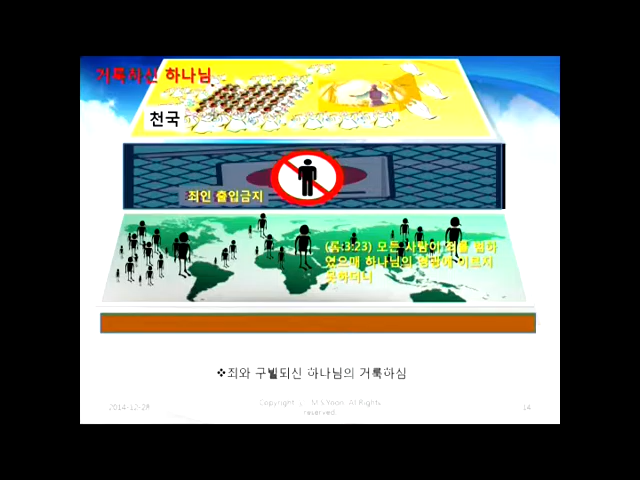 거룩하신 하나님
천국
죄인 출입금지
(롬:3:23) 모든 사람이 죄를 범하
였으매 하나님의 영광에 이르지
못하더니
❖죄와 구별되신 하나님의 거룩하심
2014-12-28
Copyright M.S.Yoon. All Rights
reserved
14